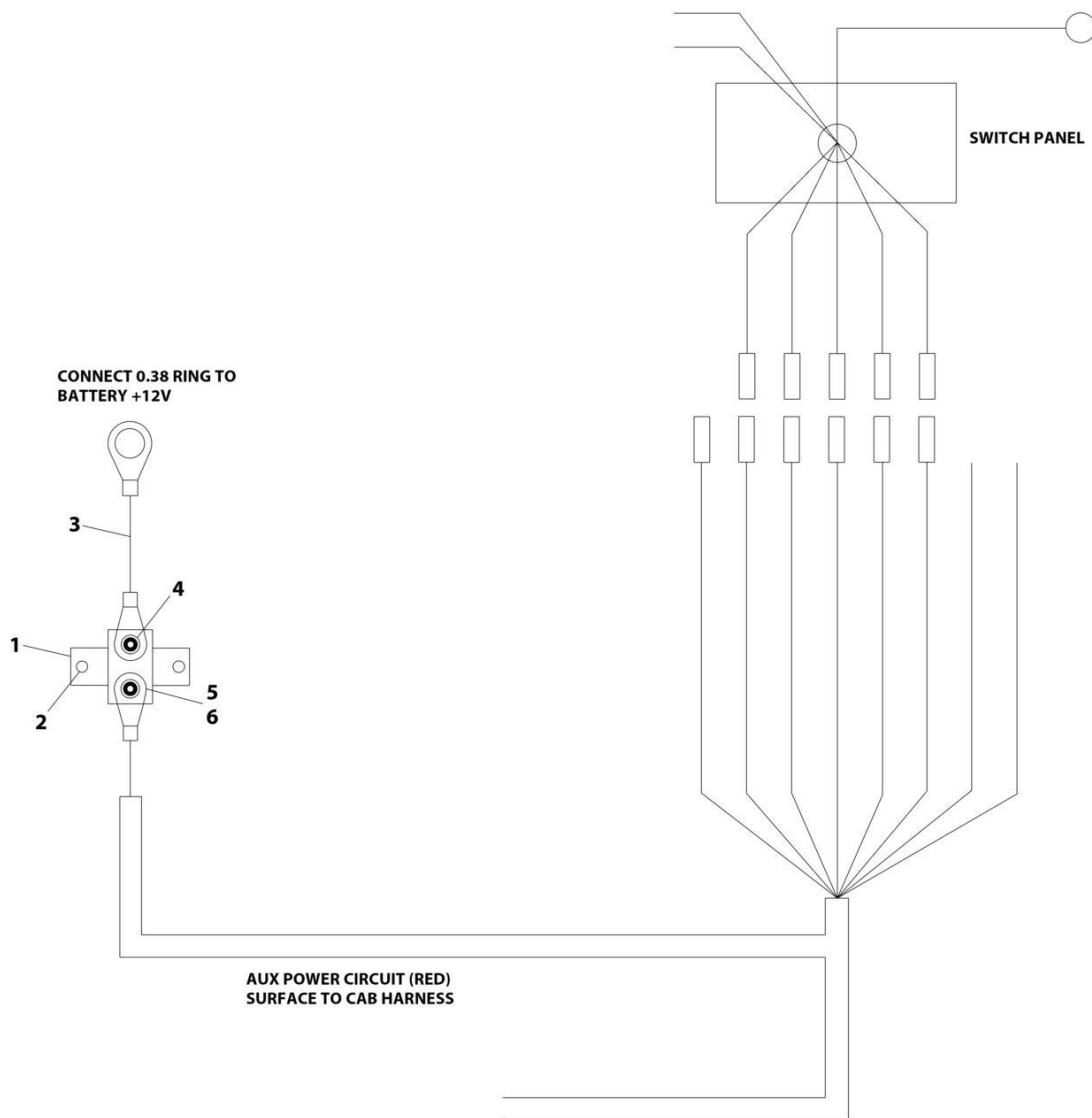 SWITCH PANEL
CONNECT 0.38 RING TO
BATTERY +12V
3
4
1
2
5
6
AUX POWER CIRCUIT (RED)
SURFACE TO CAB HARNESS